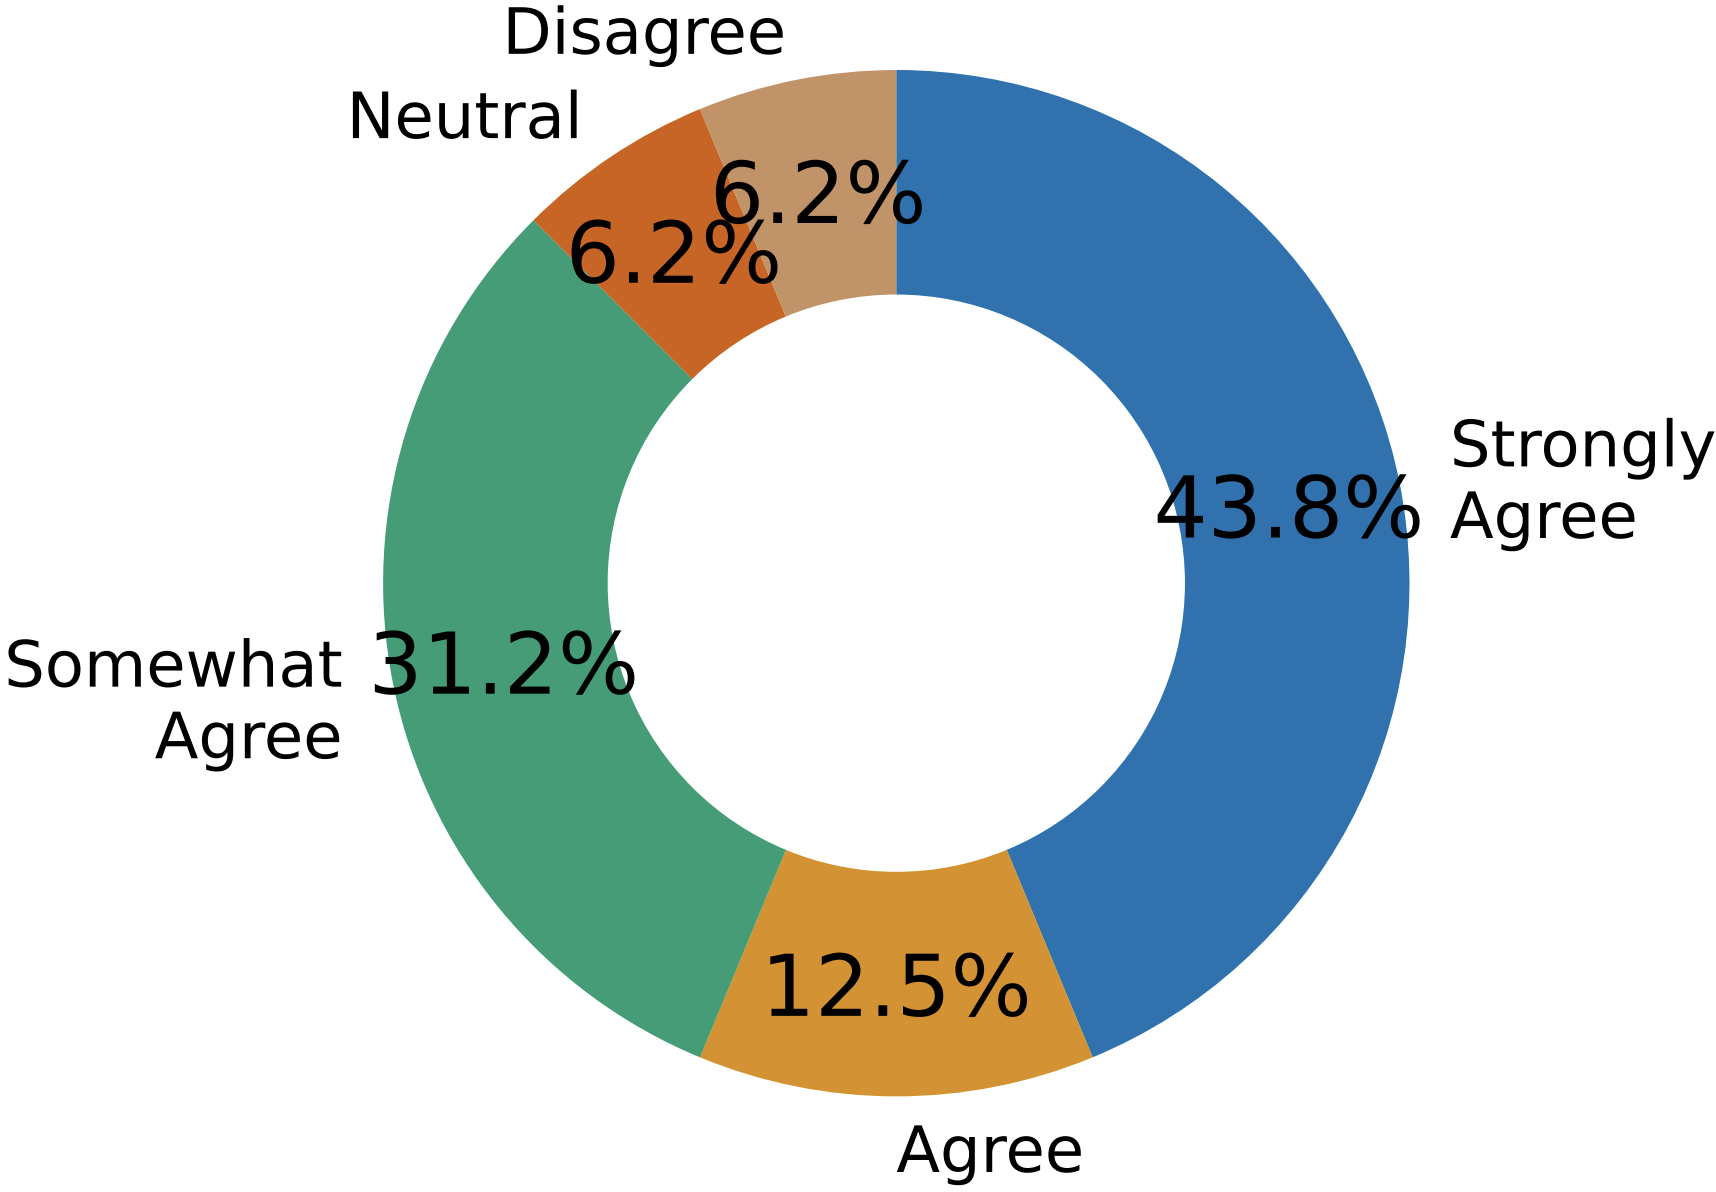 Disagree
Neutral
6.2%
6.2%
Strongly
Agree
43.8%
Somewhat
Agree
31.2%
12.5%
Agree